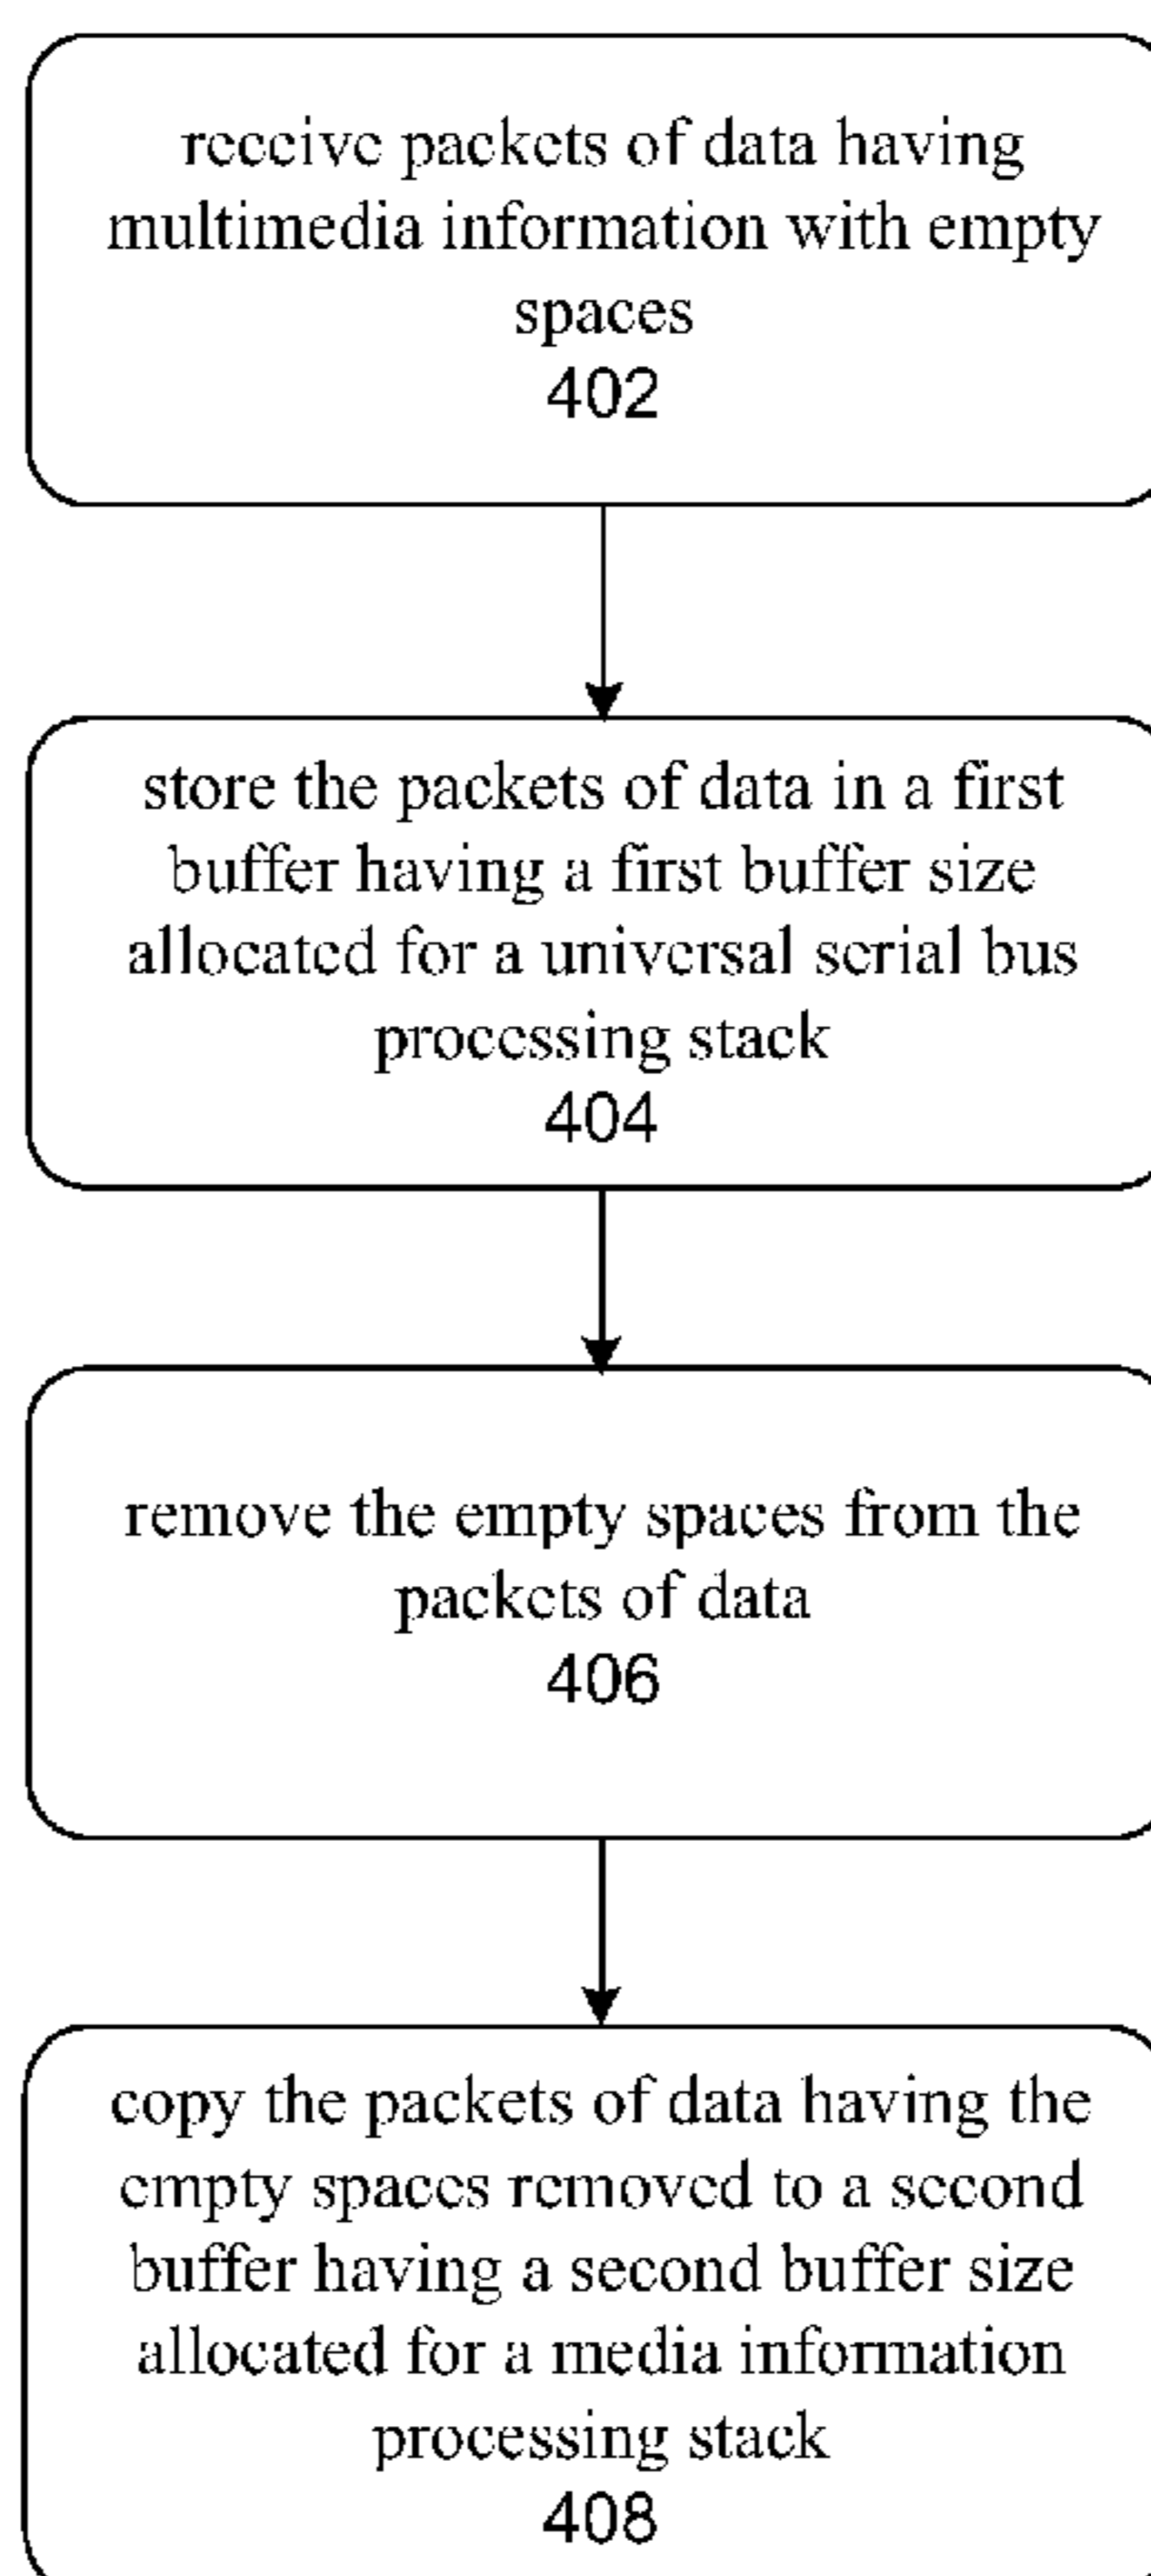 receive packets of data having
multimedia information with empty
spaces
402
store the packets of data in a first
buffer having a first buffer size
allocated for a universal serial bus
processing stack
404
remove the empty spaces from the
packets of data
406
copy the packets of data having the
empty spaces removed to a second
buffer having a second buffer size
allocated for a media information
processing stack
408